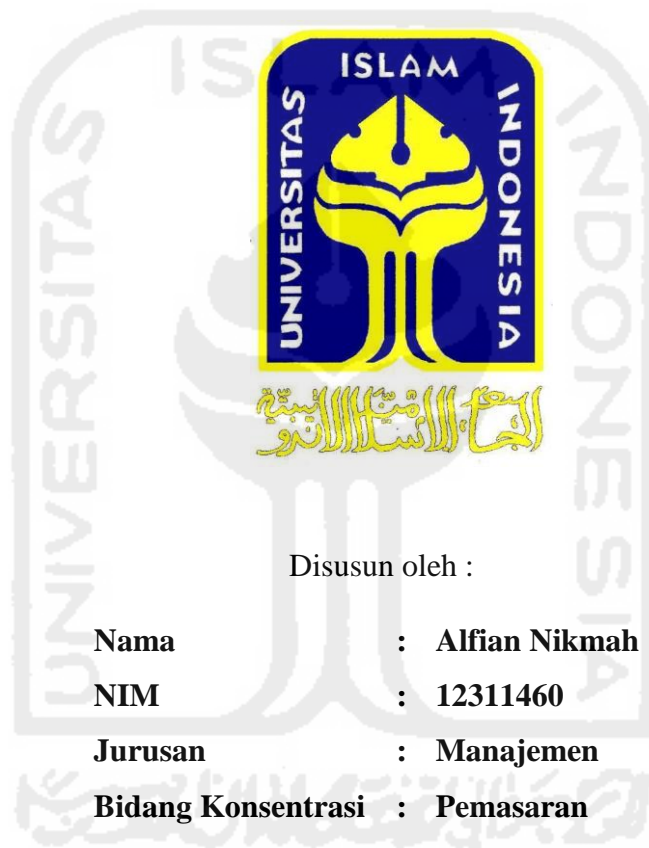 ISLAM
UNIVERSITAS
INDONESIA
Disusun oleh :
Nama : Alfian Nikmah
NIM : 12311460
Jurusan : Manajemen
Bidang Konsentrasi : Pemasaran